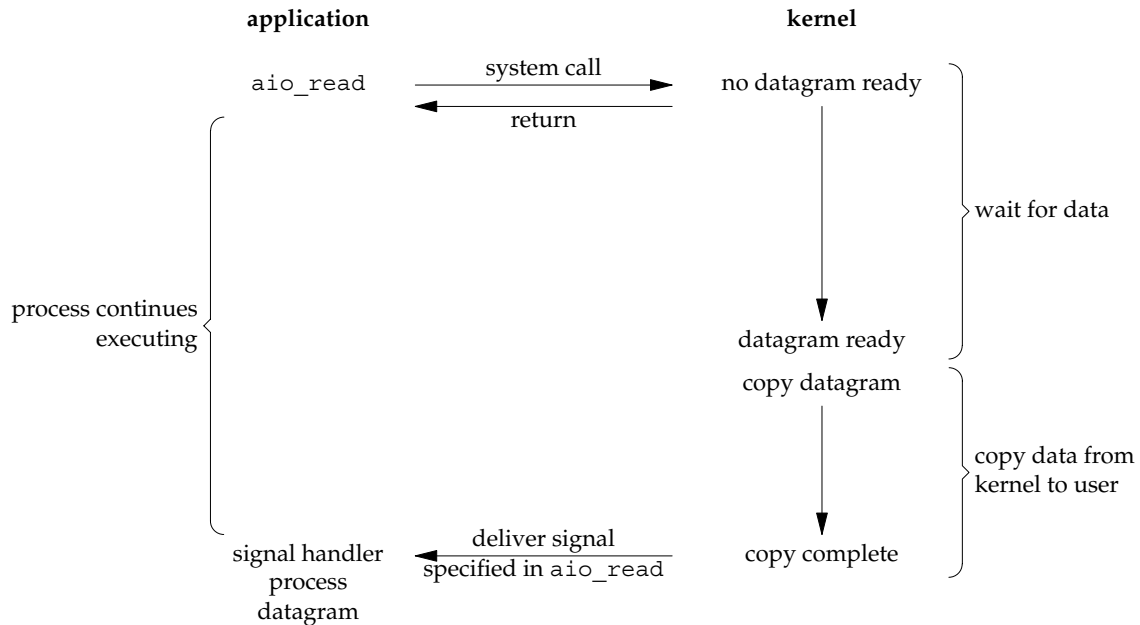 application
kernel
aio_read
system call
no datagram ready
return
wait for data
process continues
executing
datagram ready
copy datagram
copy data from
kernel to user
signal handler
process
datagram
deliver signal
specified in aio_read
copy complete